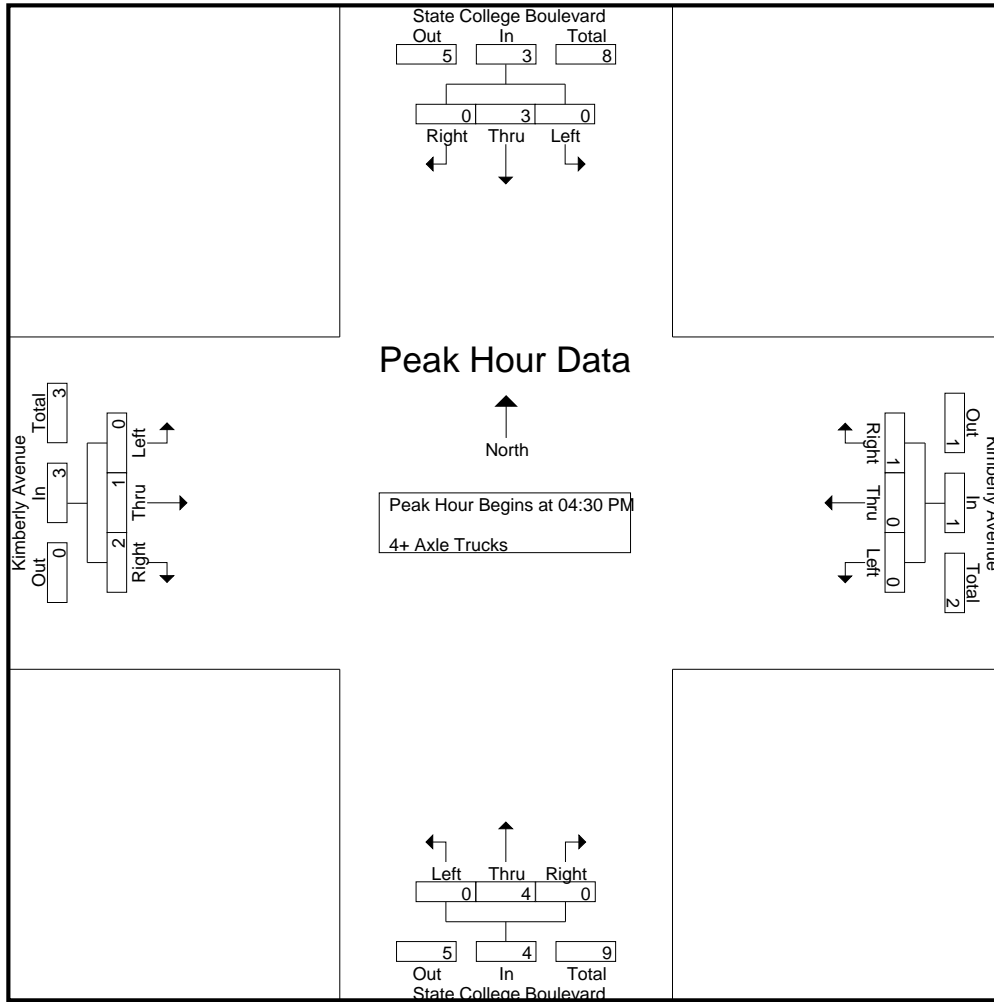 State College Boulevard
Out In Total
5 3 8
0 3 0
Right Thru Left
Peak Hour Data
North
Peak Hour Begins at 04:30 PM
4+ Axle Trucks
Kimberly Avenue
Total In Out
3 3 0
0 1 2
Left Thru Right
Kimberly Avenue
Out In Total
1 1 2
1 0 0
Right Thru Left
Left Thru Right
0 4 0
5 4 9
Out In Total
State College Boulevard